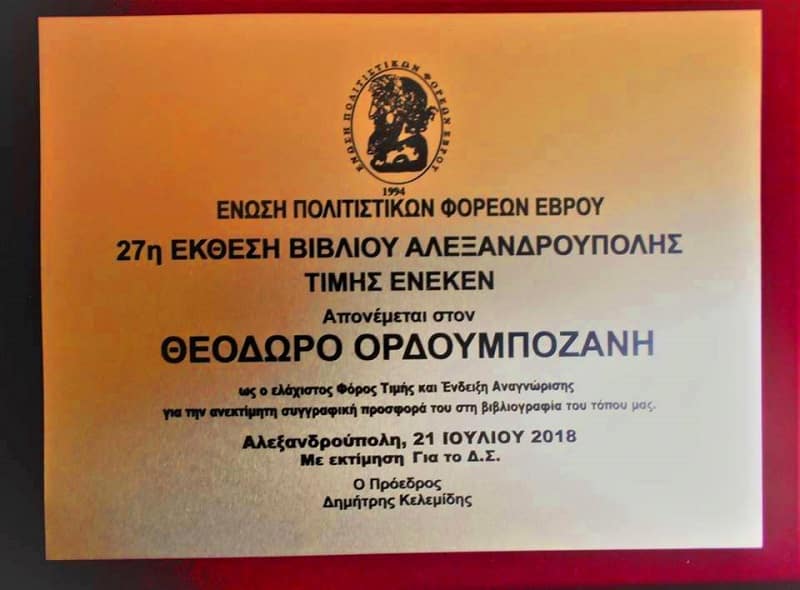 ΕΝΩΣΗ ΠΟΛΙΤΙΣΤΙΚΩΝ ΦΟΡΕΩΝ ΕΒΡΟΥ
1994
ΕΝΩΣΗ ΠΟΛΙΤΙΣΤΙΚΩΝ ΦΟΡΕΩΝ ΕΒΡΟΥ
27η ΕΚΘΕΣΗ ΒΙΒΛΙΟΥ ΑΛΕΞΑΝΔΡΟΥΠΟΛΗΣ
ΤΙΜΗΣ ΕΝΕΚΕΝ
Απονέμεται στον
ΘΕΟΔΩΡΟ ΟΡΔΟΥΜΠΟΖΑΝΗ
ως ο ελάχιστος Φόρος Τιμής και Ένδειξη Αναγνώρισης
για την ανεκτίμητη συγγραφική προσφορά του στη βιβλιογραφία του τόπου μας.
Αλεξανδρούπολη, 21 ΙΟΥΛΙΟΥ 2018
Με εκτίμηση Για το Δ.Σ.
Ο Πρόεδρος
Δημήτρης Κελεμίδης